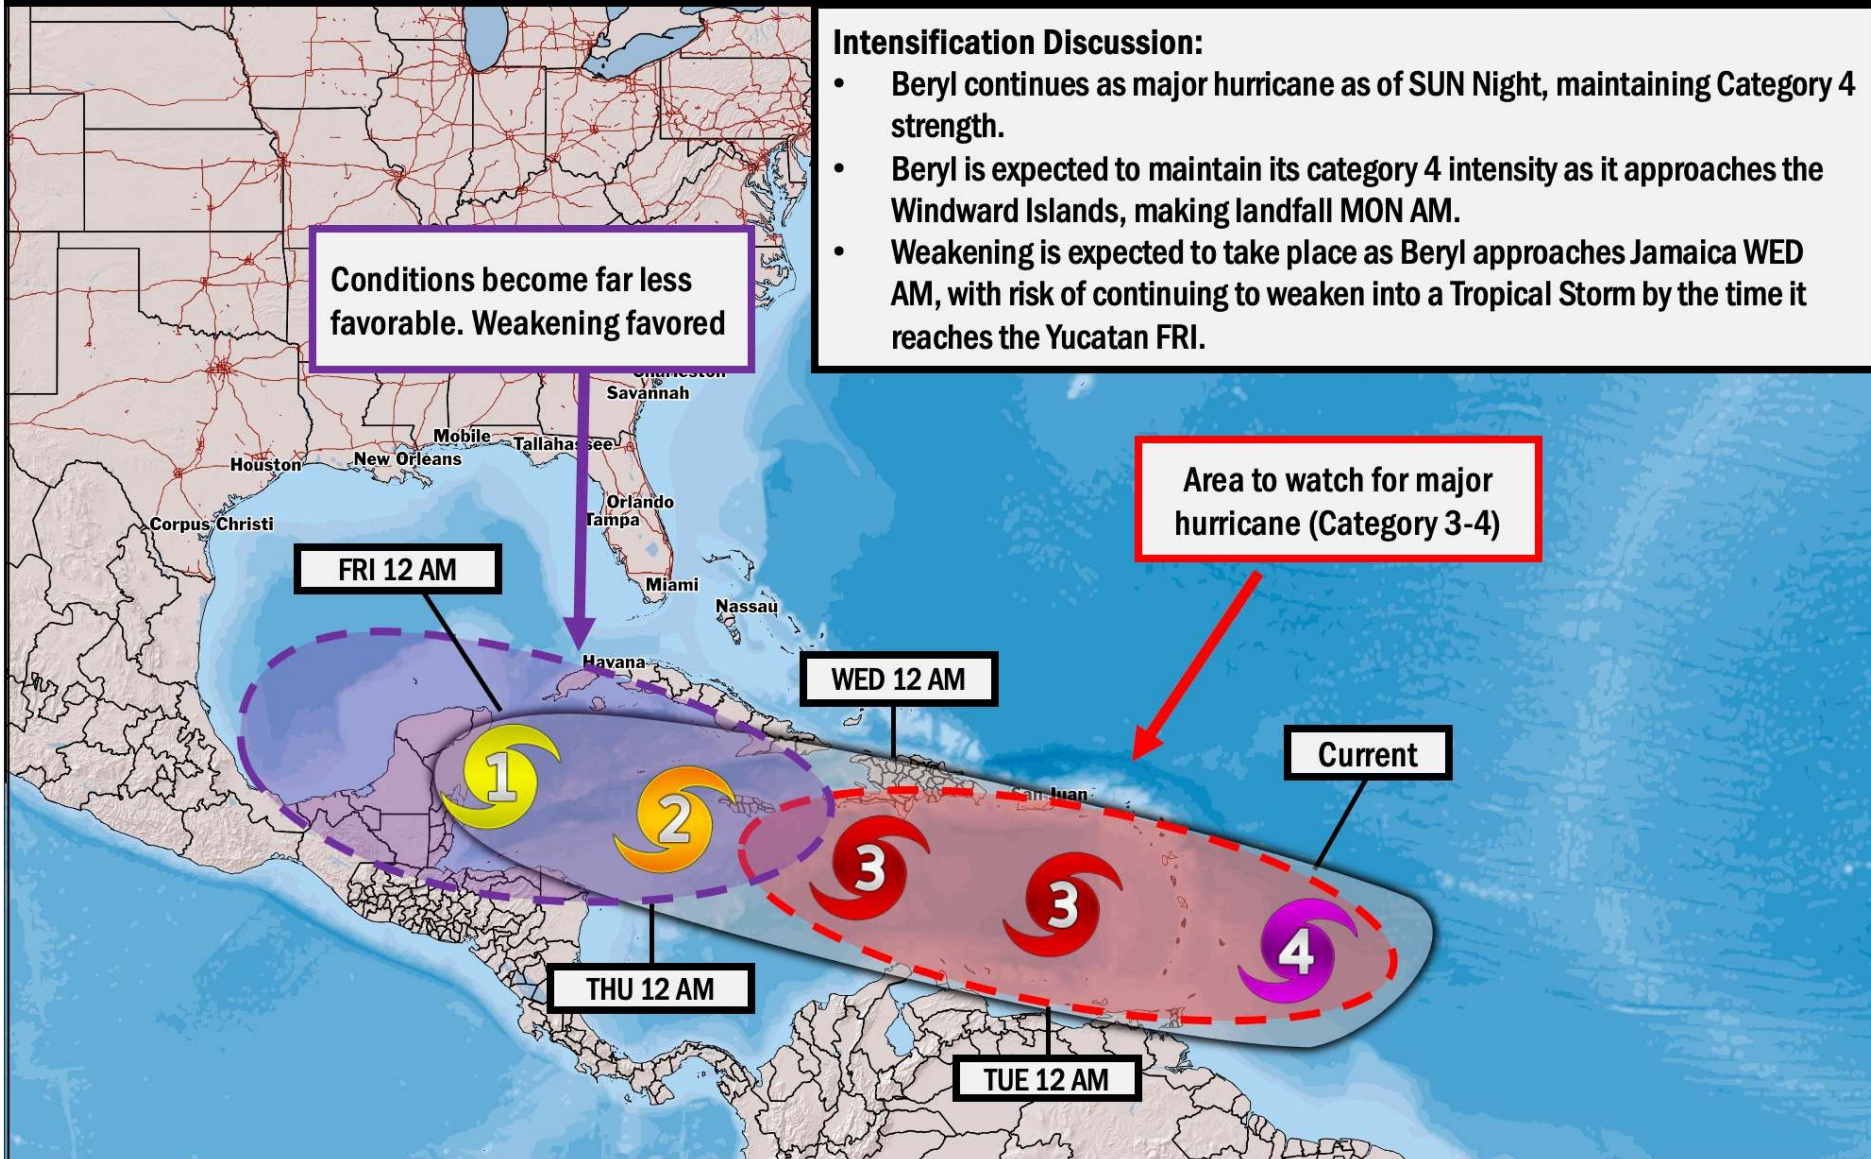 Intensification Discussion:
• Beryl continues as major hurricane as of SUN Night, maintaining Category 4
strength.
• Beryl is expected to maintain its category 4 intensity as it approaches the
Windward Islands, making landfall MON AM.
• Weakening is expected to take place as Beryl approaches Jamaica WED
AM, with risk of continuing to weaken into a Tropical Storm by the time it
reaches the Yucatan FRI.
Conditions become far less
favorable. Weakening favored
Charleston
Savannah
Mobile
Tallahassee
New Orleans
Houston
Area to watch for major
hurricane (Category 3-4)
Orlando
Tampa
Corpus Christi
FRI 12 AM
Miami
Nassau
Havana
WED 12 AM
Current
San Juan
1
2
3
3
4
THU 12 AM
TUE 12 AM